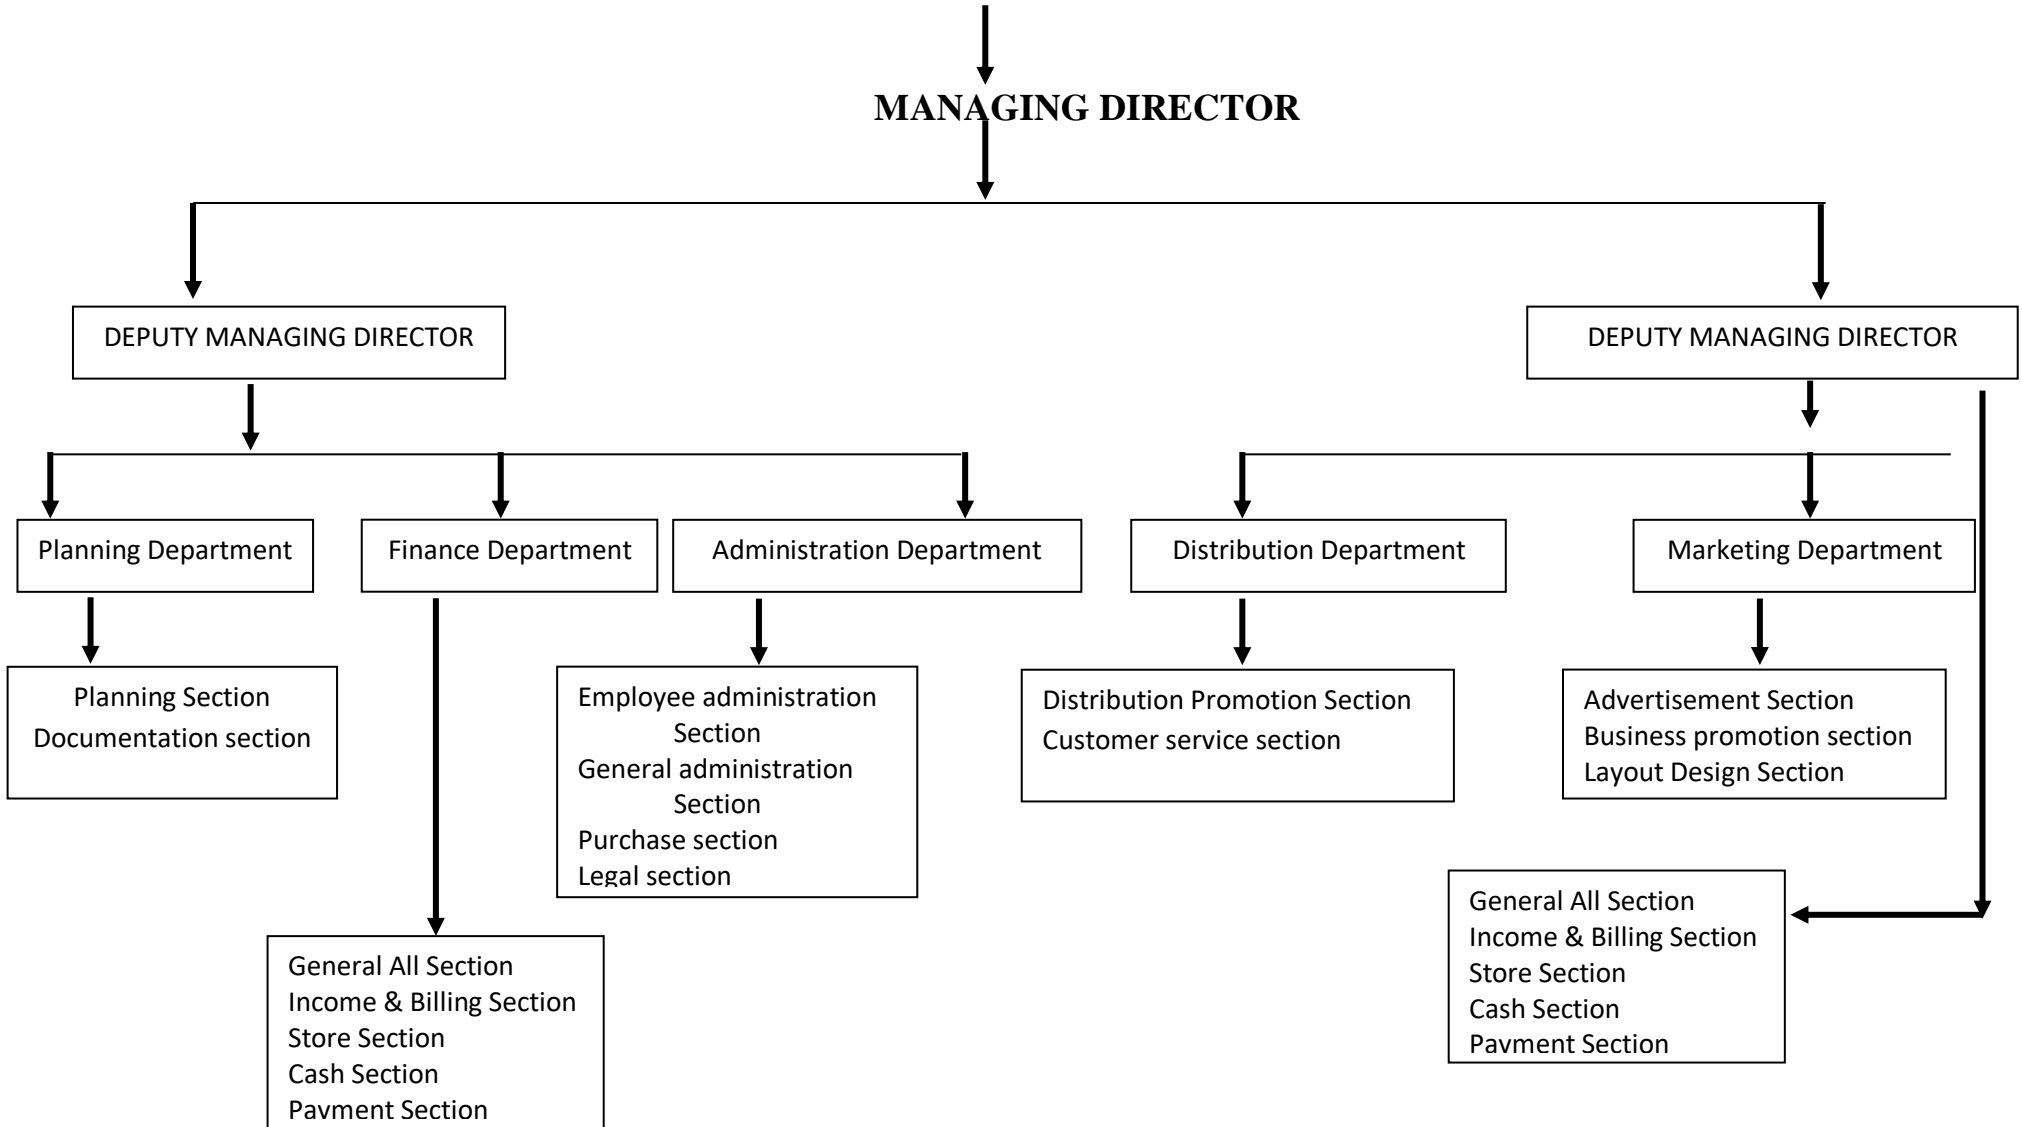 MANAGING DIRECTOR
DEPUTY MANAGING DIRECTOR
DEPUTY MANAGING DIRECTOR
Planning Department
Finance Department
Administration Department
Distribution Department
Marketing Department
Planning Section
Documentation section
Employee administration
Section
General administration
Section
Purchase section
Legal section
Distribution Promotion Section
Customer service section
Advertisement Section
Business promotion section
Layout Design Section
General All Section
Income & Billing Section
Store Section
Cash Section
Payment Section
General All Section
Income & Billing Section
Store Section
Cash Section
Payment Section